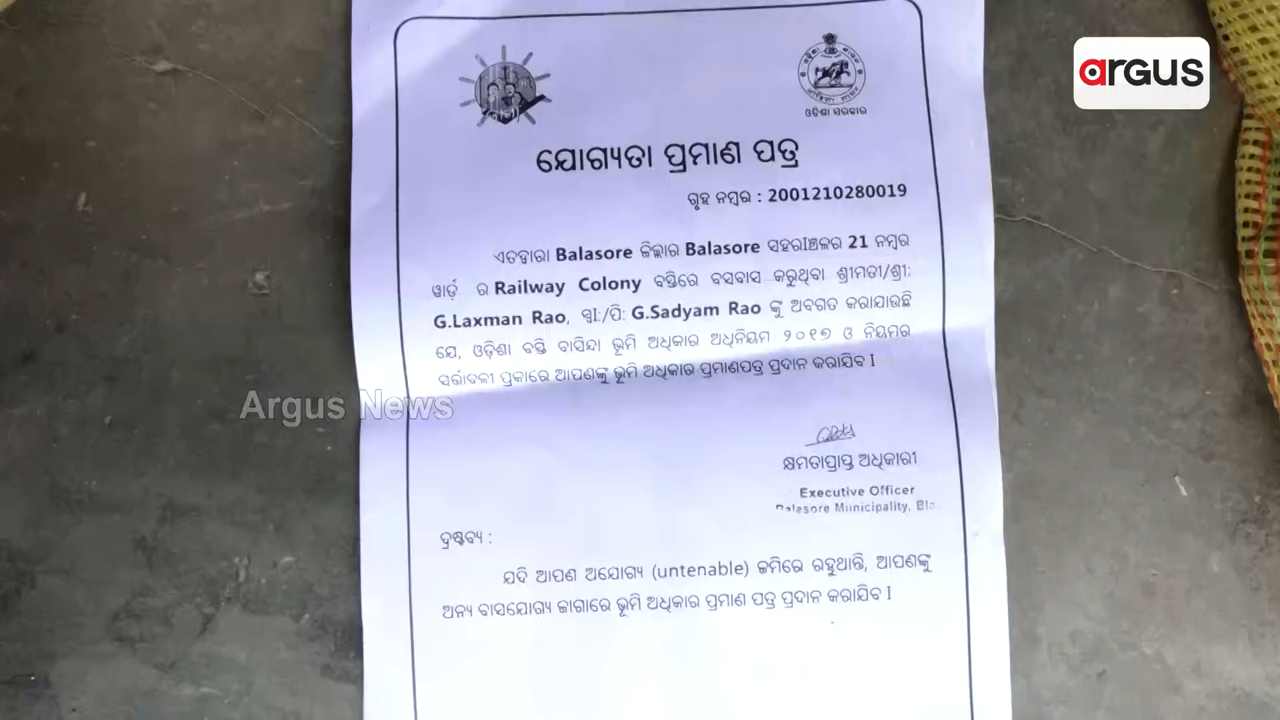 argus
ଓଡ଼ିଶା ସରକାର
ଯୋଗ୍ୟତା ପ୍ରମାଣ ପତ୍ର
ଗୃହ ନମ୍ବର : 2001210280019
ଏତଦ୍ଵାରା Balasore ଜିଲ୍ଲାର Balasore ସହରାଞ୍ଚଳର 21 ନମ୍ବର
ୱାର୍ଡ଼ ର Railway Colony ବସ୍ତିରେ ବସବାସ କରୁଥିବା ଶ୍ରୀମତୀ/ଶ୍ରୀ:
G.Laxman Rao, ସ୍ୱା:/ପି: G.Sadyam Rao ଙ୍କୁ ଅବଗତ କରାଯାଉଛି
ଯେ, ଓଡ଼ିଶା ବସ୍ତି ବାସିନ୍ଦା ଭୂମି ଅଧିକାର ଅଧିନିୟମ ୨୦୧୭ ଓ ନିୟମର
ସର୍ତ୍ତାବଳୀ ପ୍ରକାରେ ଆପଣଙ୍କୁ ଭୂମି ଅଧିକାର ପ୍ରମାଣପତ୍ର ପ୍ରଦାନ କରାଯିବ I
Argus News
କ୍ଷମତାପ୍ରାପ୍ତ ଅଧିକାରୀ
Executive Officer
Balasore Municipality,
ଦ୍ରଷ୍ଟବ୍ୟ :
ଯଦି ଆପଣ ଅଯୋଗ୍ୟ (untenable) ଜମିରେ ରହୁଥାନ୍ତି, ଆପଣଙ୍କୁ
ଅନ୍ୟ ବାସଯୋଗ୍ୟ ଜାଗାରେ ଭୂମି ଅଧିକାର ପ୍ରମାଣ ପତ୍ର ପ୍ରଦାନ କରାଯିବ I